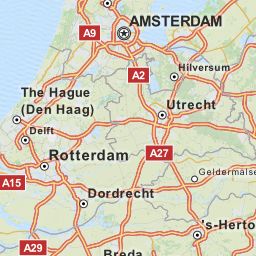 AMSTERDAM
A9
A2
Hilversum
The Hague
(Den Haag)
Utrecht
Delft
Rotterdam
A27
A15
Geldermalse
Dordrecht
's-Herto
A29
Breda